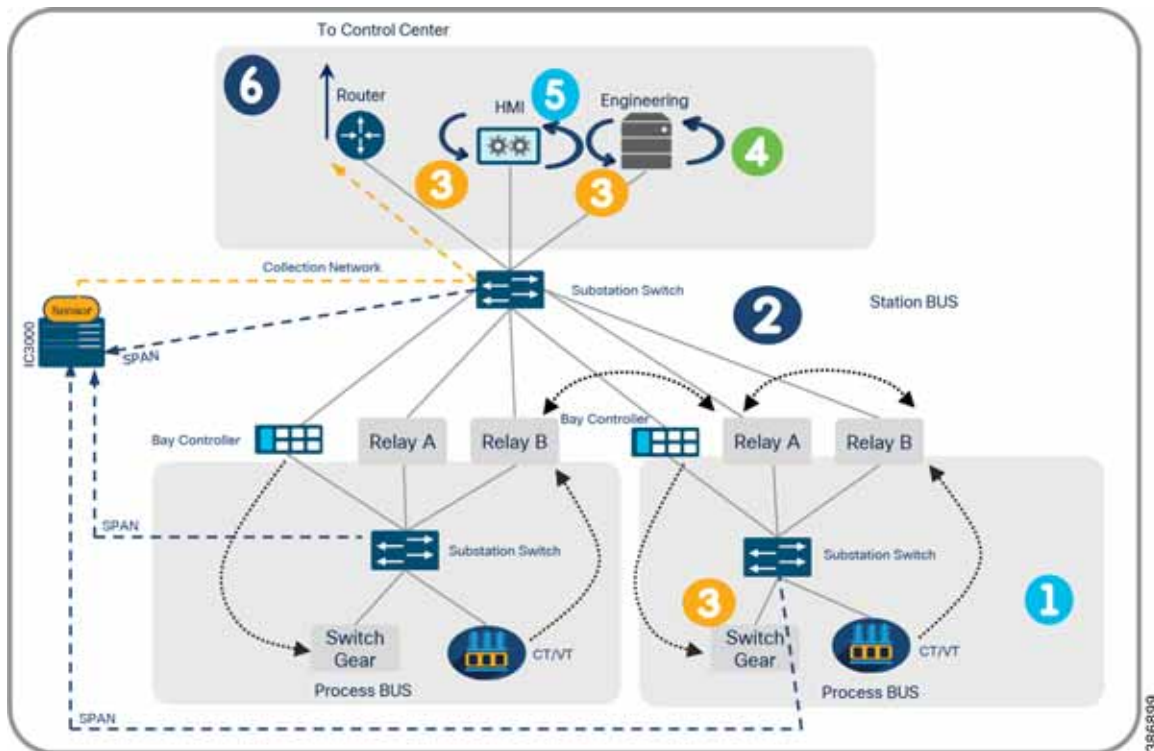 To Control Center
6
Router
HMI
5
Engineering
3
3
4
Collection Network
Substation Switch
2
Station BUS
Sensor
IC3000
SPAN
Bay Controller
Relay A
Relay B
Bay Controller
Relay A
Relay B
SPAN
Substation Switch
Substation Switch
3
1
Switch
Gear
CT/VT
Switch
Gear
CT/VT
Process BUS
Process BUS
SPAN
386899